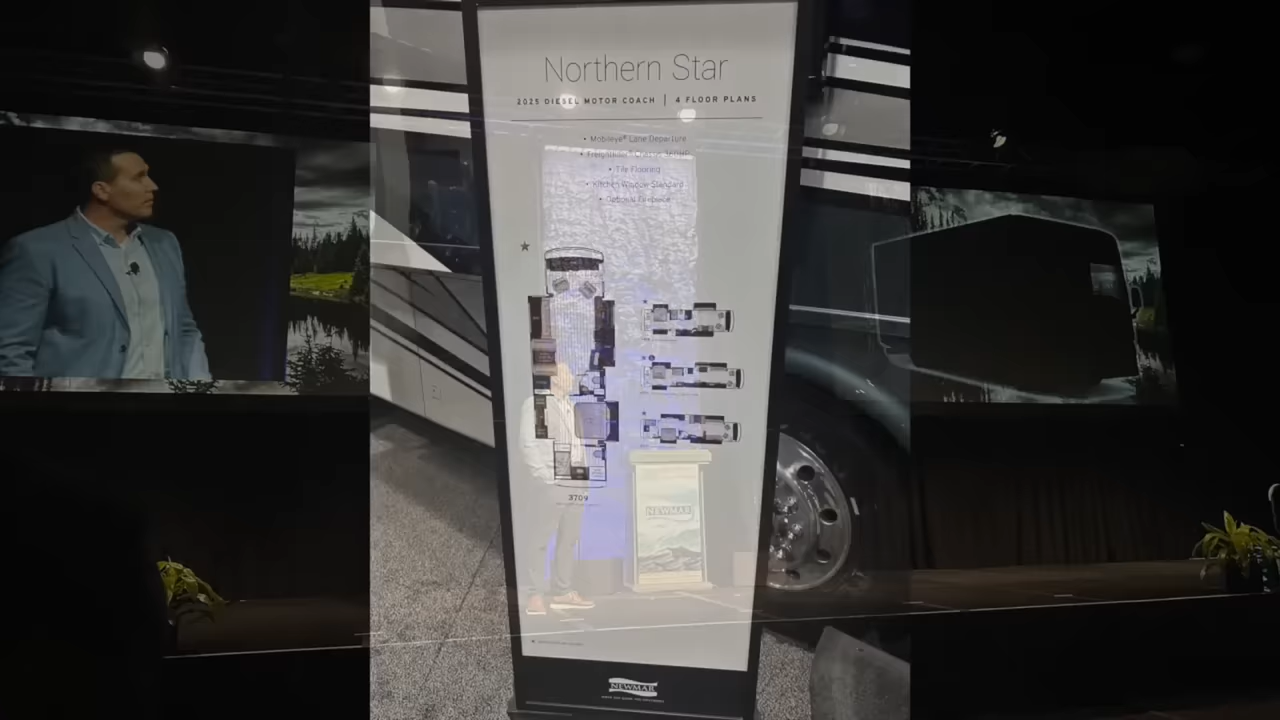 Northern Star
2025 DIESEL MOTOR COACH | 4 FLOOR PLANS
• Mobileye® Lane Departure
• Tile Flooring
• Kitchen Window Standard
• Optional Fireplace
3709
NEWMAR
NEWMAR